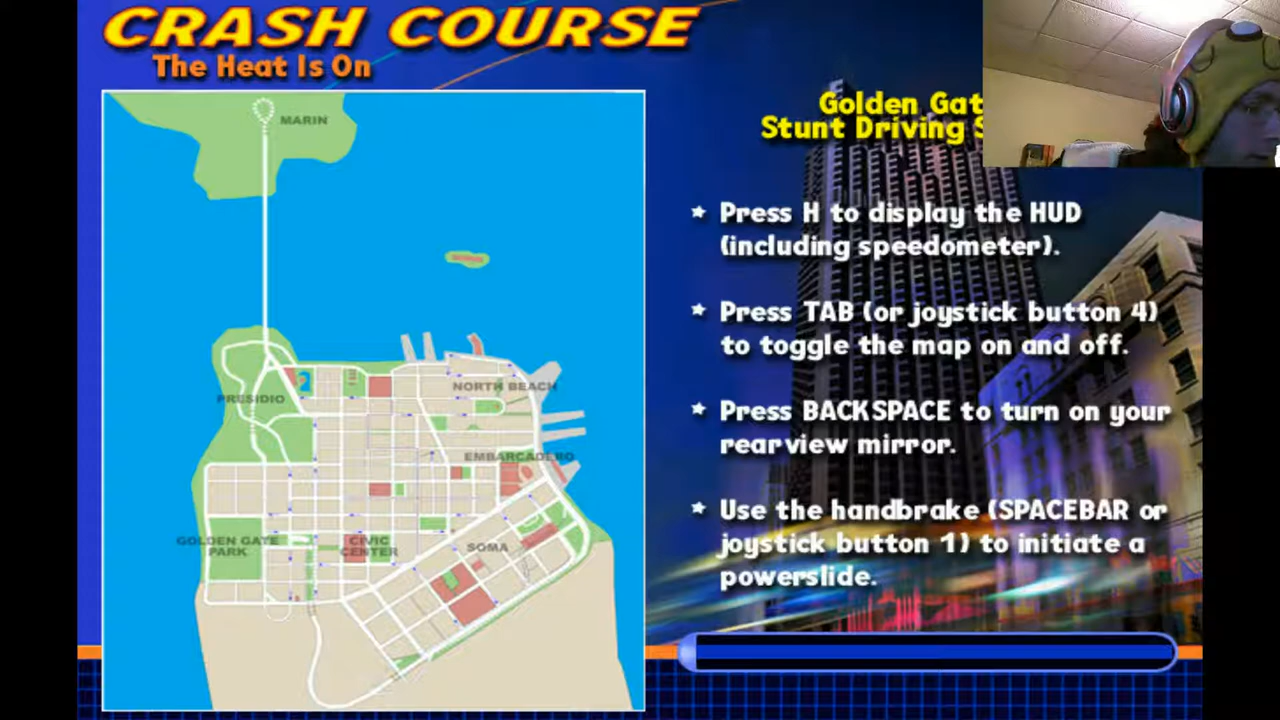 CRASH COURSE
The Heat Is On
Golden Gat
Stunt Driving S
MARIN
PRESIDIO
2
NORTH BEACH
EMBARCADERO
GOLDEN GATE
PARK
CIVIC
CENTER
SOMA
Press H to display the HUD
(including speedometer).
Press TAB (or joystick button 4)
to toggle the map on and off.
Press BACKSPACE to turn on your
rearview mirror.
Use the handbrake (SPACEBAR or
joystick button 1) to initiate a
powerslide.